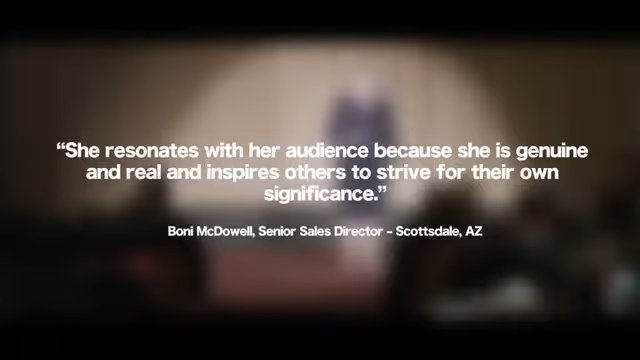 “She resonates with her audience because she is genuine
and real and inspires others to strive for their own
significance.”
Boni McDowell, Senior Sales Director - Scottsdale, AZ